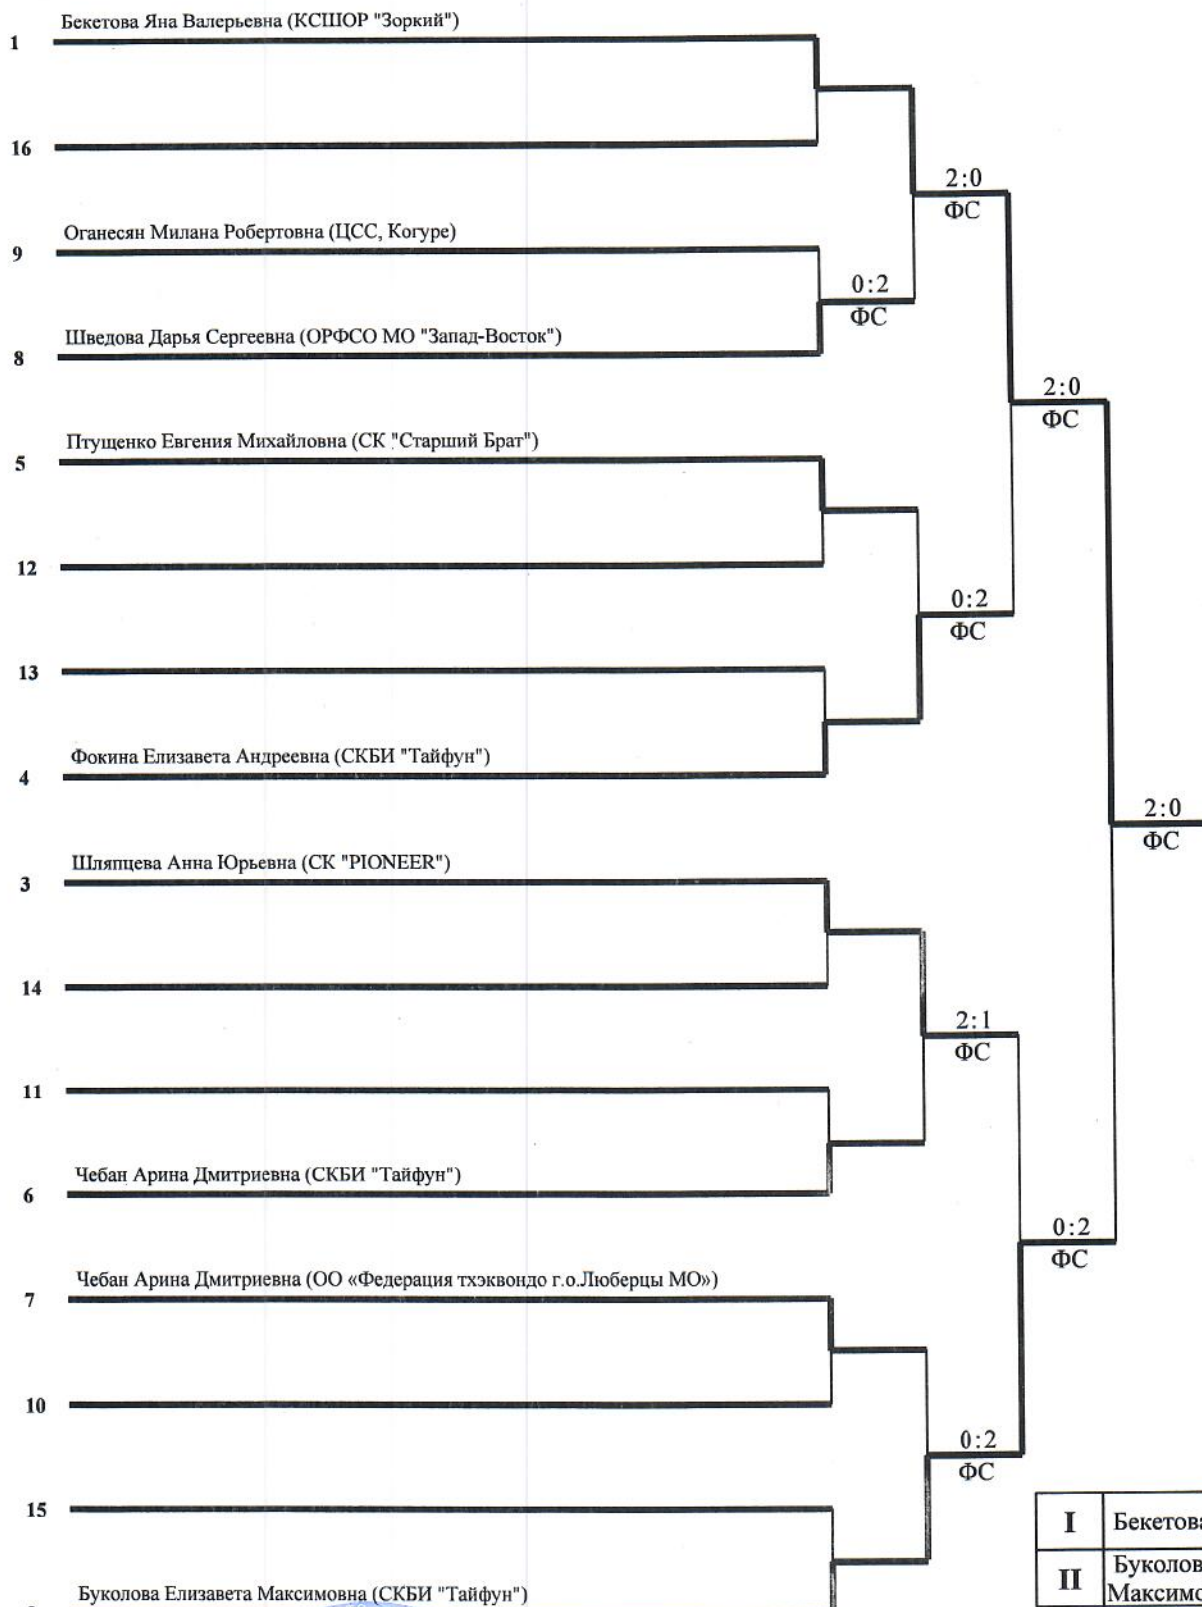 Бекетова Яна Валерьевна (КСШОР "Зоркий")
1
16
2:0
ФС
Оганесян Милана Робертовна (ЦСС, Когуре)
9
0:2
ФС
Шведова Дарья Сергеевна (ОРФСО МО "Запад-Восток")
8
2:0
ФС
Птущенко Евгения Михайловна (СК "Старший Брат")
5
12
0:2
ФС
13
Фокина Елизавета Андреевна (СКБИ "Тайфун")
4
2:0
ФС
Шляпцева Анна Юрьевна (СК "PIONEER")
3
14
2:1
ФС
11
Чебан Арина Дмитриевна (СКБИ "Тайфун")
6
0:2
ФС
Чебан Арина Дмитриевна (ОО «Федерация тхэквондо г.о.Люберцы МО»)
7
10
0:2
ФС
15
I Бекетова
II Буколов
Максимо
Буколова Елизавета Максимовна (СКБИ "Тайфун")